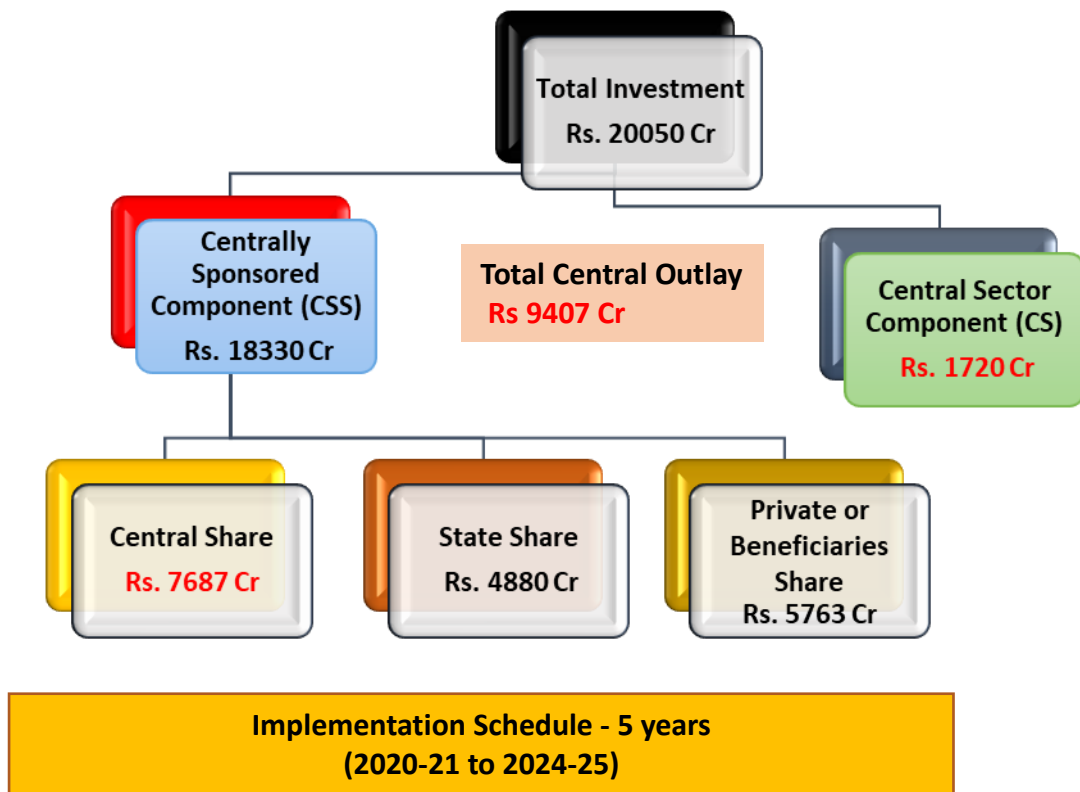 Total Investment
Rs. 20050 Cr
Centrally
Sponsored
Component (CSS)
Rs. 18330 Cr
Total Central Outlay
Rs 9407 Cr
Central Sector
Component (CS)
Rs. 1720 Cr
Central Share
Rs. 7687 Cr
State Share
Rs. 4880 Cr
Private or
Beneficiaries
Share
Rs. 5763 Cr
Implementation Schedule - 5 years
(2020-21 to 2024-25)